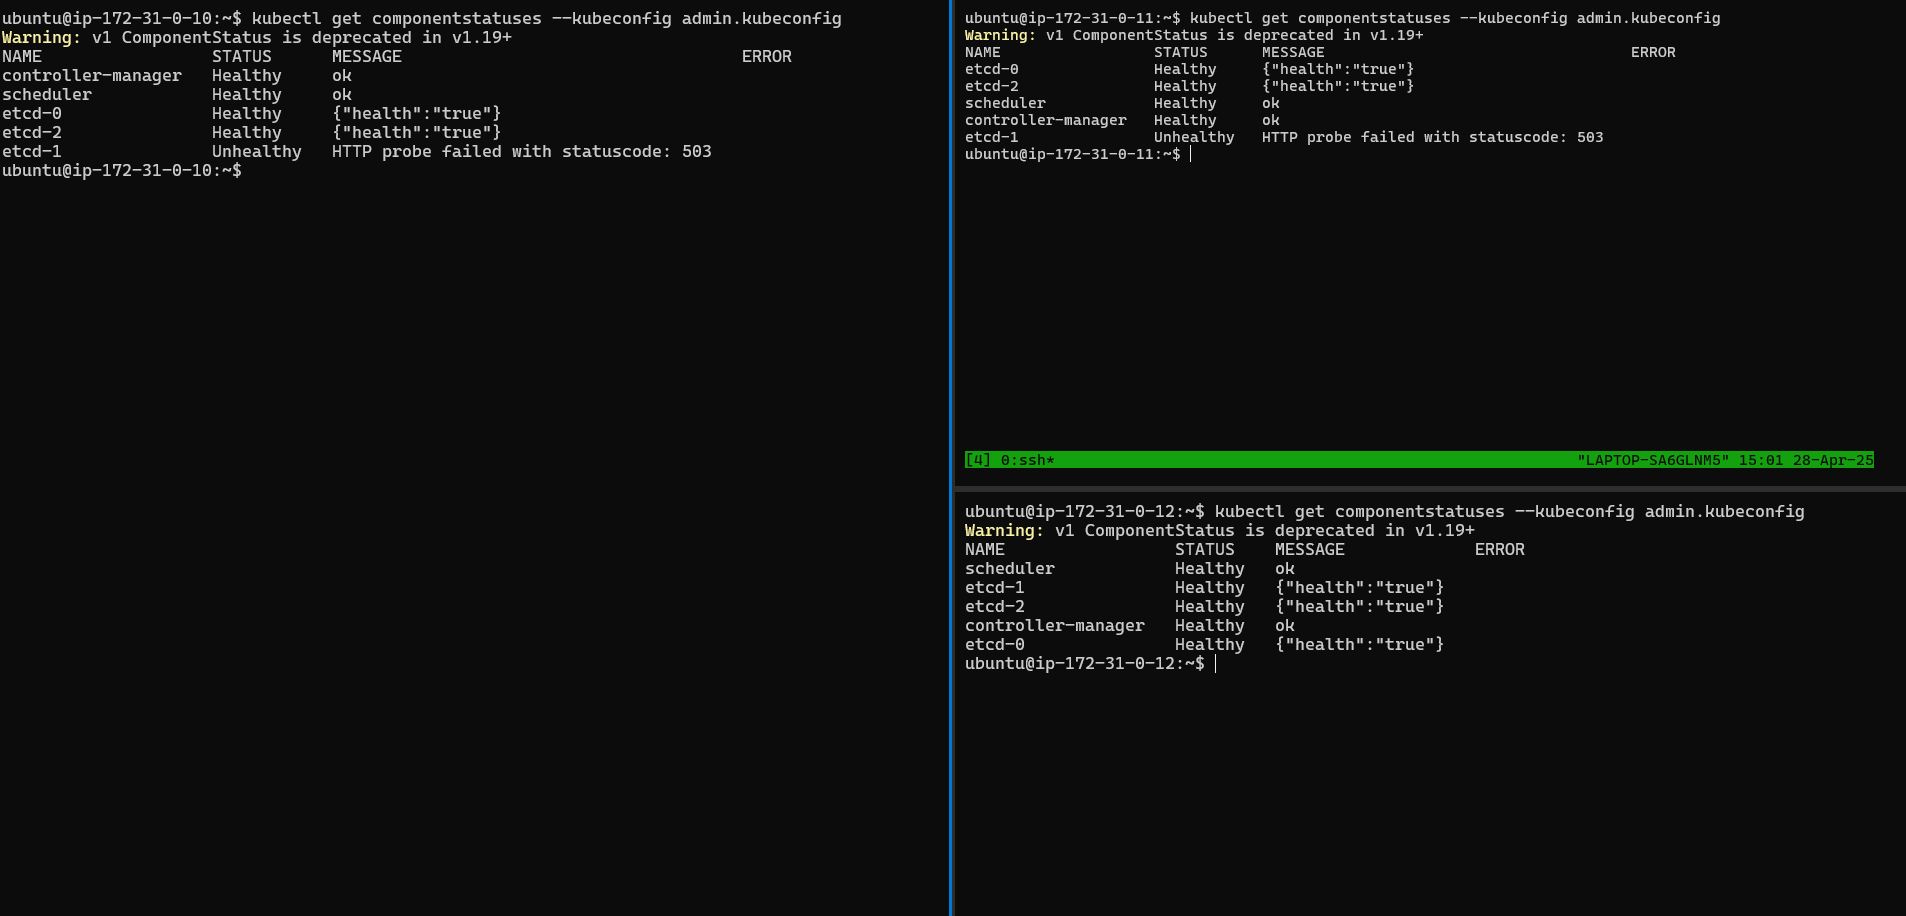 ubuntu@ip-172-31-0-10:~$ kubectl get componentstatuses --kubeconfig admin.kubeconfig
Warning: v1 ComponentStatus is deprecated in v1.19+
NAME                 STATUS      MESSAGE                                  ERROR
controller-manager   Healthy     ok
scheduler            Healthy     ok
etcd-0               Healthy     {"health":"true"}
etcd-2               Healthy     {"health":"true"}
etcd-1               Unhealthy   HTTP probe failed with statuscode: 503
ubuntu@ip-172-31-0-10:~$
ubuntu@ip-172-31-0-11:~$ kubectl get componentstatuses --kubeconfig admin.kubeconfig
Warning: v1 ComponentStatus is deprecated in v1.19+
NAME                 STATUS      MESSAGE                                  ERROR
etcd-0               Healthy     {"health":"true"}
etcd-2               Healthy     {"health":"true"}
scheduler            Healthy     ok
controller-manager   Healthy     ok
etcd-1               Unhealthy   HTTP probe failed with statuscode: 503
ubuntu@ip-172-31-0-11:~$
[4] 0:ssh* "LAPTOP-SA6GLNM5" 15:01 28-Apr-25
ubuntu@ip-172-31-0-12:~$ kubectl get componentstatuses --kubeconfig admin.kubeconfig
Warning: v1 ComponentStatus is deprecated in v1.19+
NAME                 STATUS    MESSAGE             ERROR
scheduler            Healthy   ok
etcd-1               Healthy   {"health":"true"}
etcd-2               Healthy   {"health":"true"}
controller-manager   Healthy   ok
etcd-0               Healthy   {"health":"true"}
ubuntu@ip-172-31-0-12:~$